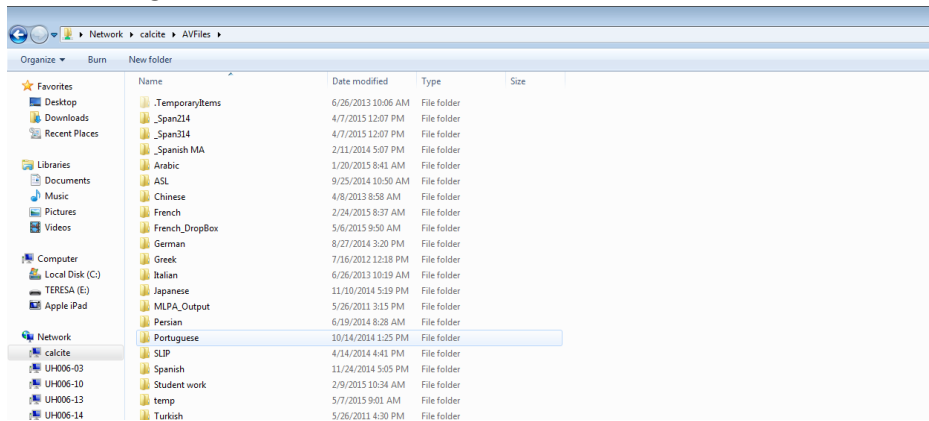 Network ▸ calcite ▸ AVFiles ▸
Organize Burn New folder
Favorites
Desktop
Downloads
Recent Places
Libraries
Documents
Music
Pictures
Videos
Computer
Local Disk (C:)
TERESA (E:)
Apple iPad
Network
calcite
UH006-03
UH006-10
UH006-13
UH006-14
Name Date modified Type Size
.TemporaryItems 6/26/2013 10:06 AM File folder
_Span214 4/7/2015 12:07 PM File folder
_Span314 4/7/2015 12:07 PM File folder
_Spanish MA 2/11/2014 5:07 PM File folder
Arabic 1/20/2015 8:41 AM File folder
ASL 9/25/2014 10:50 AM File folder
Chinese 4/8/2013 8:58 AM File folder
French 2/24/2015 8:37 AM File folder
French_DropBox 5/6/2015 9:50 AM File folder
German 8/27/2014 3:20 PM File folder
Greek 7/16/2012 12:18 PM File folder
Italian 6/26/2013 10:19 AM File folder
Japanese 11/10/2014 5:19 PM File folder
MLPA_Output 5/26/2011 3:15 PM File folder
Persian 6/19/2014 8:28 AM File folder
Portuguese 10/14/2014 1:25 PM File folder
SLIP 4/14/2014 4:41 PM File folder
Spanish 11/24/2014 5:05 PM File folder
Student work 2/9/2015 10:34 AM File folder
temp 5/7/2015 9:01 AM File folder
Turkish 5/26/2011 4:30 PM File folder